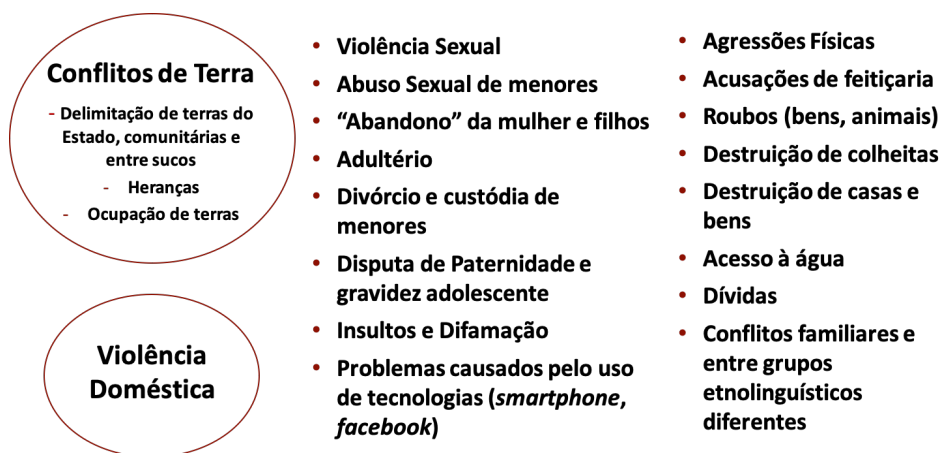 Conflitos de Terra
- Delimitação de terras do
Estado, comunitárias e
entre sucos
- Heranças
- Ocupação de terras
Violência
Doméstica
• Violência Sexual
• Abuso Sexual de menores
• “Abandono” da mulher e filhos
• Adultério
• Divórcio e custódia de
menores
• Disputa de Paternidade e
gravidez adolescente
• Insultos e Difamação
• Problemas causados pelo uso
de tecnologias (smartphone,
facebook)
• Agressões Físicas
• Acusações de feitiçaria
• Roubos (bens, animais)
• Destruição de colheitas
• Destruição de casas e
bens
• Acesso à água
• Dívidas
• Conflitos familiares e
entre grupos
etnolinguísticos
diferentes